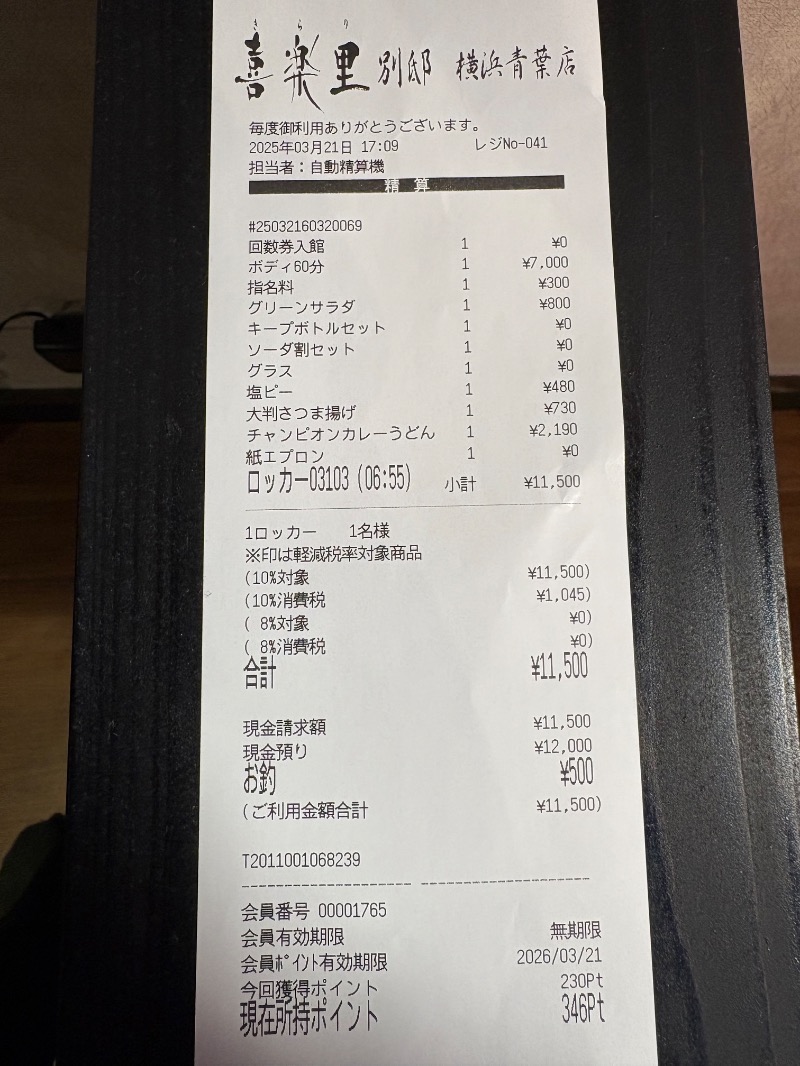 きらり
喜楽里 別邸 横浜青葉店
毎度御利用ありがとうございます。
2025年03月21日 17:09 レジNo-041
担当者：自動精算機
精 算
#25032160320069
回数券入館 1 ¥0
ボディ60分 1 ¥7,000
指名料 1 ¥300
グリーンサラダ 1 ¥800
キープボトルセット 1 ¥0
ソーダ割セット 1 ¥0
グラス 1 ¥0
塩ピー 1 ¥480
大判さつま揚げ 1 ¥730
チャンピオンカレーうどん 1 ¥2,190
紙エプロン 1 ¥0
ロッカー03103 (06:55) 小計 ¥11,500
1ロッカー 1名様
※印は軽減税率対象商品
(10%対象 ¥11,500)
(10%消費税 ¥1,045)
( 8%対象 ¥0)
( 8%消費税 ¥0)
合計 ¥11,500
現金請求額 ¥11,500
現金預り ¥12,000
お釣 ¥500
(ご利用金額合計 ¥11,500)
T2011001068239
会員番号 00001765
会員有効期限 無期限
会員ﾎﾟｲﾝﾄ有効期限 2026/03/21
今回獲得ポイント 230Pt
現在所持ポイント 346Pt